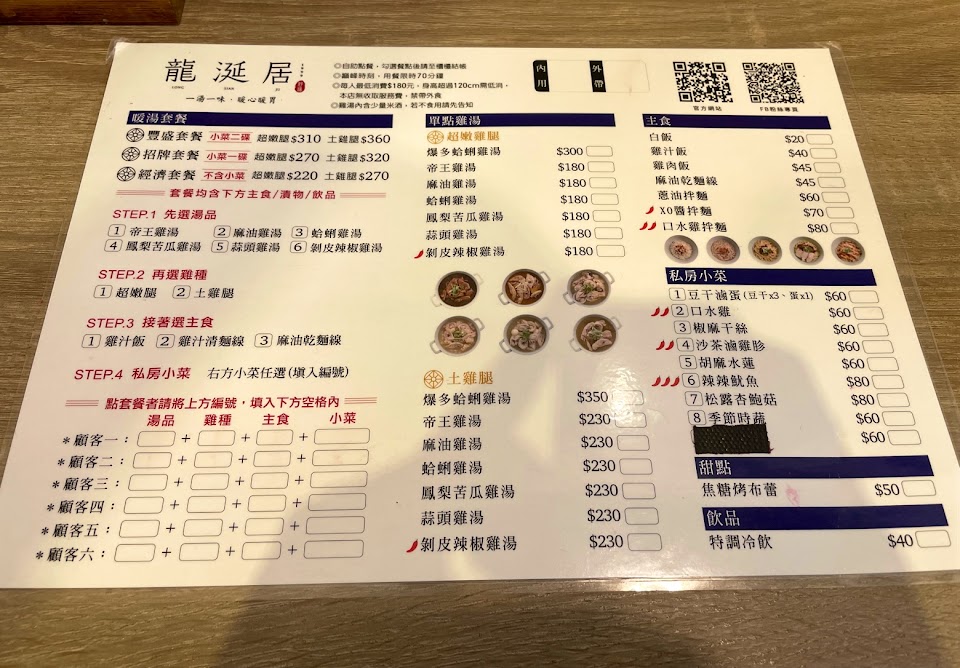 龍涎居
LUNG YIAN JI
一湯一味．暖心暖胃
◎自助點餐，勾選餐點後請至櫃檯結帳
◎巔峰時刻，用餐限時70分鐘
◎每人最低消費$180元，身高超過120cm需低消，
本店無收取服務費，禁帶外食
◎雞湯內含少量米酒，若不食用請先告知
內用
外帶
官方網站
FB粉絲專頁
暖湯套餐
豐盛套餐 小菜二碟 超嫩腿$310 土雞腿$360
招牌套餐 小菜一碟 超嫩腿$270 土雞腿$320
經濟套餐 不含小菜 超嫩腿$220 土雞腿$270
套餐均含下方主食/漬物/飲品
STEP.1 先選湯品
1 帝王雞湯 2 麻油雞湯 3 蛤蜊雞湯
4 鳳梨苦瓜雞湯 5 蒜頭雞湯 6 剝皮辣椒雞湯
STEP.2 再選雞種
1 超嫩腿 2 土雞腿
STEP.3 接著選主食
1 雞汁飯 2 雞汁清麵線 3 麻油乾麵線
STEP.4 私房小菜 右方小菜任選(填入編號)
點套餐者請將上方編號，填入下方空格內
湯品 雞種 主食 小菜
＊顧客一： + + +
＊顧客二： + + +
＊顧客三： + + +
＊顧客四： + + +
＊顧客五： + + +
＊顧客六： + + +
單點雞湯
超嫩雞腿
爆多蛤蜊雞湯 $300
帝王雞湯 $180
麻油雞湯 $180
蛤蜊雞湯 $180
鳳梨苦瓜雞湯 $180
蒜頭雞湯 $180
剝皮辣椒雞湯 $180
土雞腿
爆多蛤蜊雞湯 $350
帝王雞湯 $230
麻油雞湯 $230
蛤蜊雞湯 $230
鳳梨苦瓜雞湯 $230
蒜頭雞湯 $230
剝皮辣椒雞湯 $230
主食
白飯 $20
雞汁飯 $40
雞肉飯 $45
麻油乾麵線 $45
蔥油拌麵 $60
XO醬拌麵 $70
口水雞拌麵 $80
私房小菜
1 豆干滷蛋(豆干x3、蛋x1) $60
2 口水雞 $60
3 椒麻干絲 $60
4 沙茶滷雞胗 $60
5 胡麻水蓮 $60
6 辣辣魷魚 $80
7 松露杏鮑菇 $80
8 季節時蔬 $60
$60
甜點
焦糖烤布蕾 $50
飲品
特調冷飲 $40